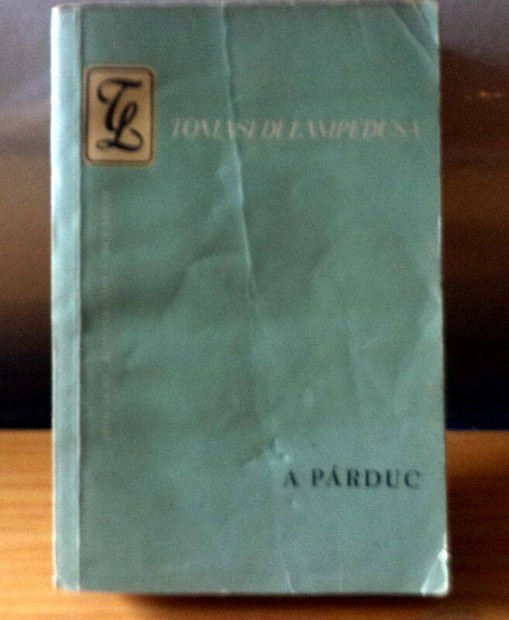 TL
TOMASI DI LAMPEDUSA
A PÁRDUC